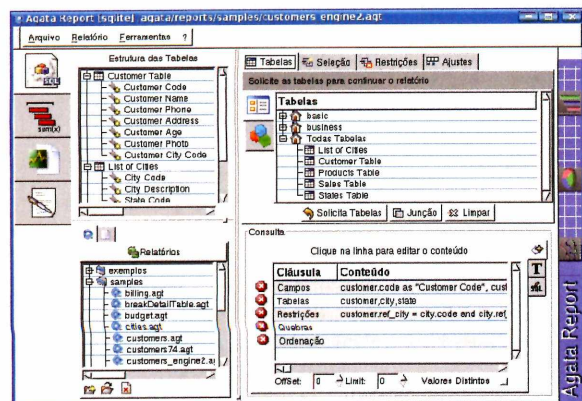 Agata Report [sqlite] agata/reports/samples/customers_engine2.agt
Arquivo Relatório Ferramentas ?
SQL
sum(x)
Estrutura das Tabelas
Customer Table
Customer Code
Customer Name
Customer Phone
Customer Address
Customer Age
Customer Photo
Customer City Code
List of Cities
City Code
City Description
State Code
Relatórios
exemplos
samples
billing.agt
breakDetailTable.agt
budget.agt
cities.agt
customers.agt
customers74.agt
customers_engine2.a
Tabelas Seleção Restrições Ajustes
Solicite as tabelas para continuar o relatório
Tabelas
basic
business
Todas Tabelas
List of Cities
Customer Table
Products Table
Sales Table
States Table
Solicita Tabelas Junção Limpar
Consulta
Clique na linha para editar o conteúdo
Cláusula Conteúdo
Campos customer.code as "Customer Code", cust
Tabelas customer,city,state
Restrições customer.ref_city = city.code and city.ref_
Quebras
Ordenação
OffSet: 0 Limit: 0 Valores Distintos
T
Agata Report